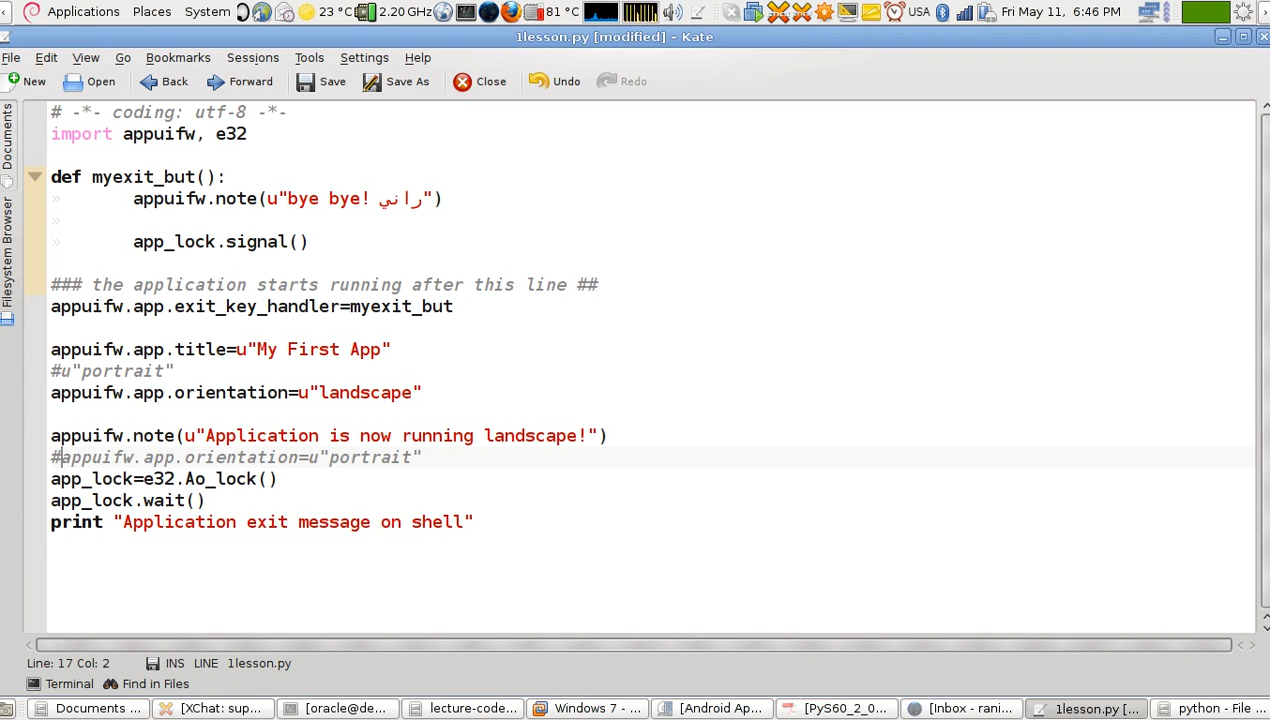 Applications Places System 23 °C 2.20 GHz 81 °C USA Fri May 11, 6:46 PM
1lesson.py [modified] - Kate
File Edit View Go Bookmarks Sessions Tools Settings Help
New Open Back Forward Save Save As Close Undo Redo
Documents
Filesystem Browser
# -*- coding: utf-8 -*-
import appuifw, e32
def myexit_but():
» appuifw.note(u"bye bye! راني")
»
» app_lock.signal()
### the application starts running after this line ##
appuifw.app.exit_key_handler=myexit_but
appuifw.app.title=u"My First App"
#u"portrait"
appuifw.app.orientation=u"landscape"
appuifw.note(u"Application is now running landscape!")
#appuifw.app.orientation=u"portrait"
app_lock=e32.Ao_lock()
app_lock.wait()
print "Application exit message on shell"
Line: 17 Col: 2 INS LINE 1lesson.py
Terminal Find in Files
Documents ... [XChat: sup... [oracle@de... lecture-code... Windows 7 - ... [Android Ap... [PyS60_2_0... [Inbox - rani... 1lesson.py [... python - File ...